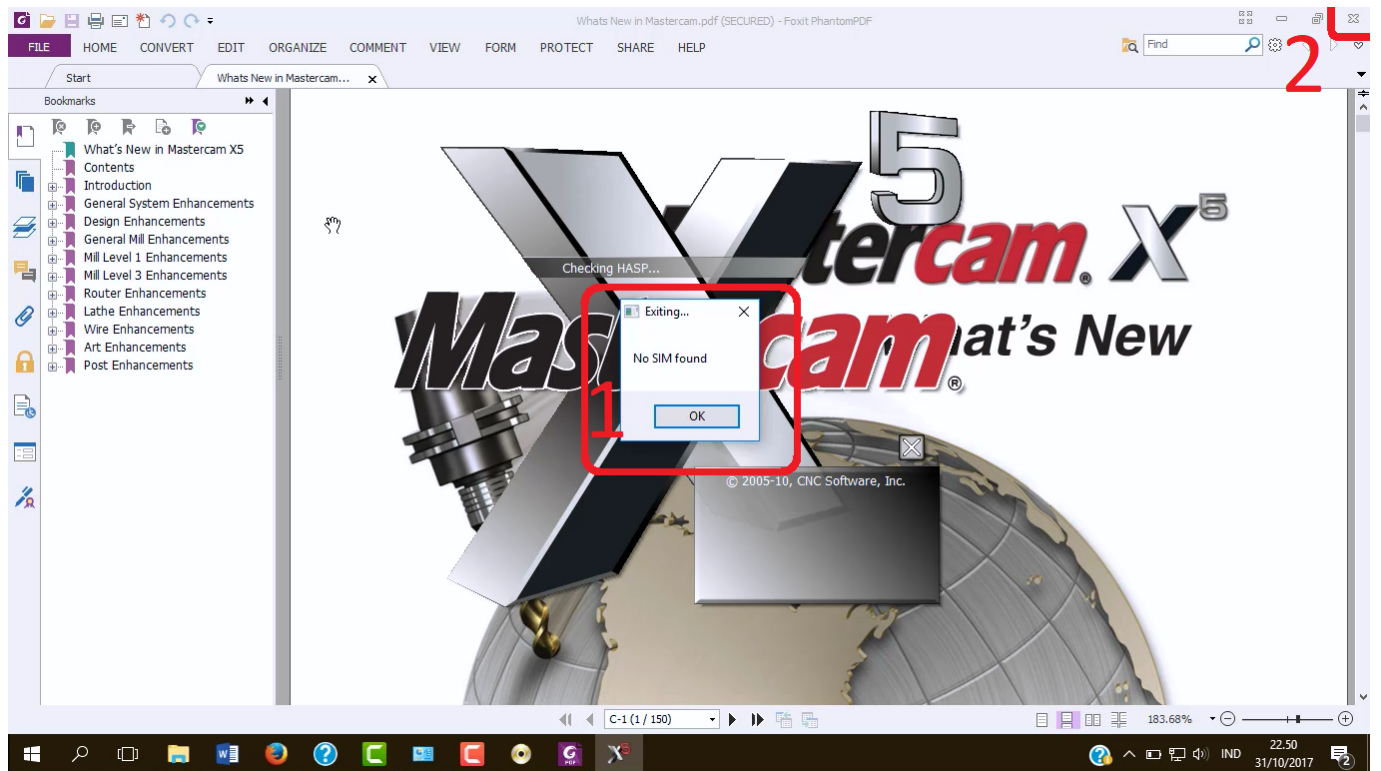 Whats New in Mastercam.pdf (SECURED) - Foxit PhantomPDF
FILE HOME CONVERT EDIT ORGANIZE COMMENT VIEW FORM PROTECT SHARE HELP
Find
2
Start
Whats New in Mastercam...
Bookmarks
What's New in Mastercam X5
Contents
Introduction
General System Enhancements
Design Enhancements
General Mill Enhancements
Mill Level 1 Enhancements
Mill Level 3 Enhancements
Router Enhancements
Lathe Enhancements
Wire Enhancements
Art Enhancements
Post Enhancements
5
tercam. X5
Checking HASP...
Exiting...
No SIM found
OK
1
Mastercam®
at's New
© 2005-10, CNC Software, Inc.
C-1 (1 / 150)
183.68%
IND
22.50
31/10/2017
2